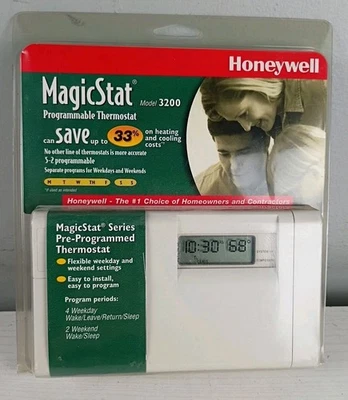 Honeywell
MagicStat® Model 3200
Programmable Thermostat
can save up to 33% on heating and cooling costs**
No other line of thermostats is more accurate
5-2 programmable
Separate programs for Weekdays and Weekends
M T W TH F S S
Honeywell - The #1 Choice of Homeowners and Contractors
MagicStat® Series
Pre-Programmed
Thermostat
Flexible weekday and
weekend settings
Easy to install,
easy to program
Program periods:
4 Weekday
Wake/Leave/Return/Sleep
2 Weekend
Wake/Sleep
10:30 68°